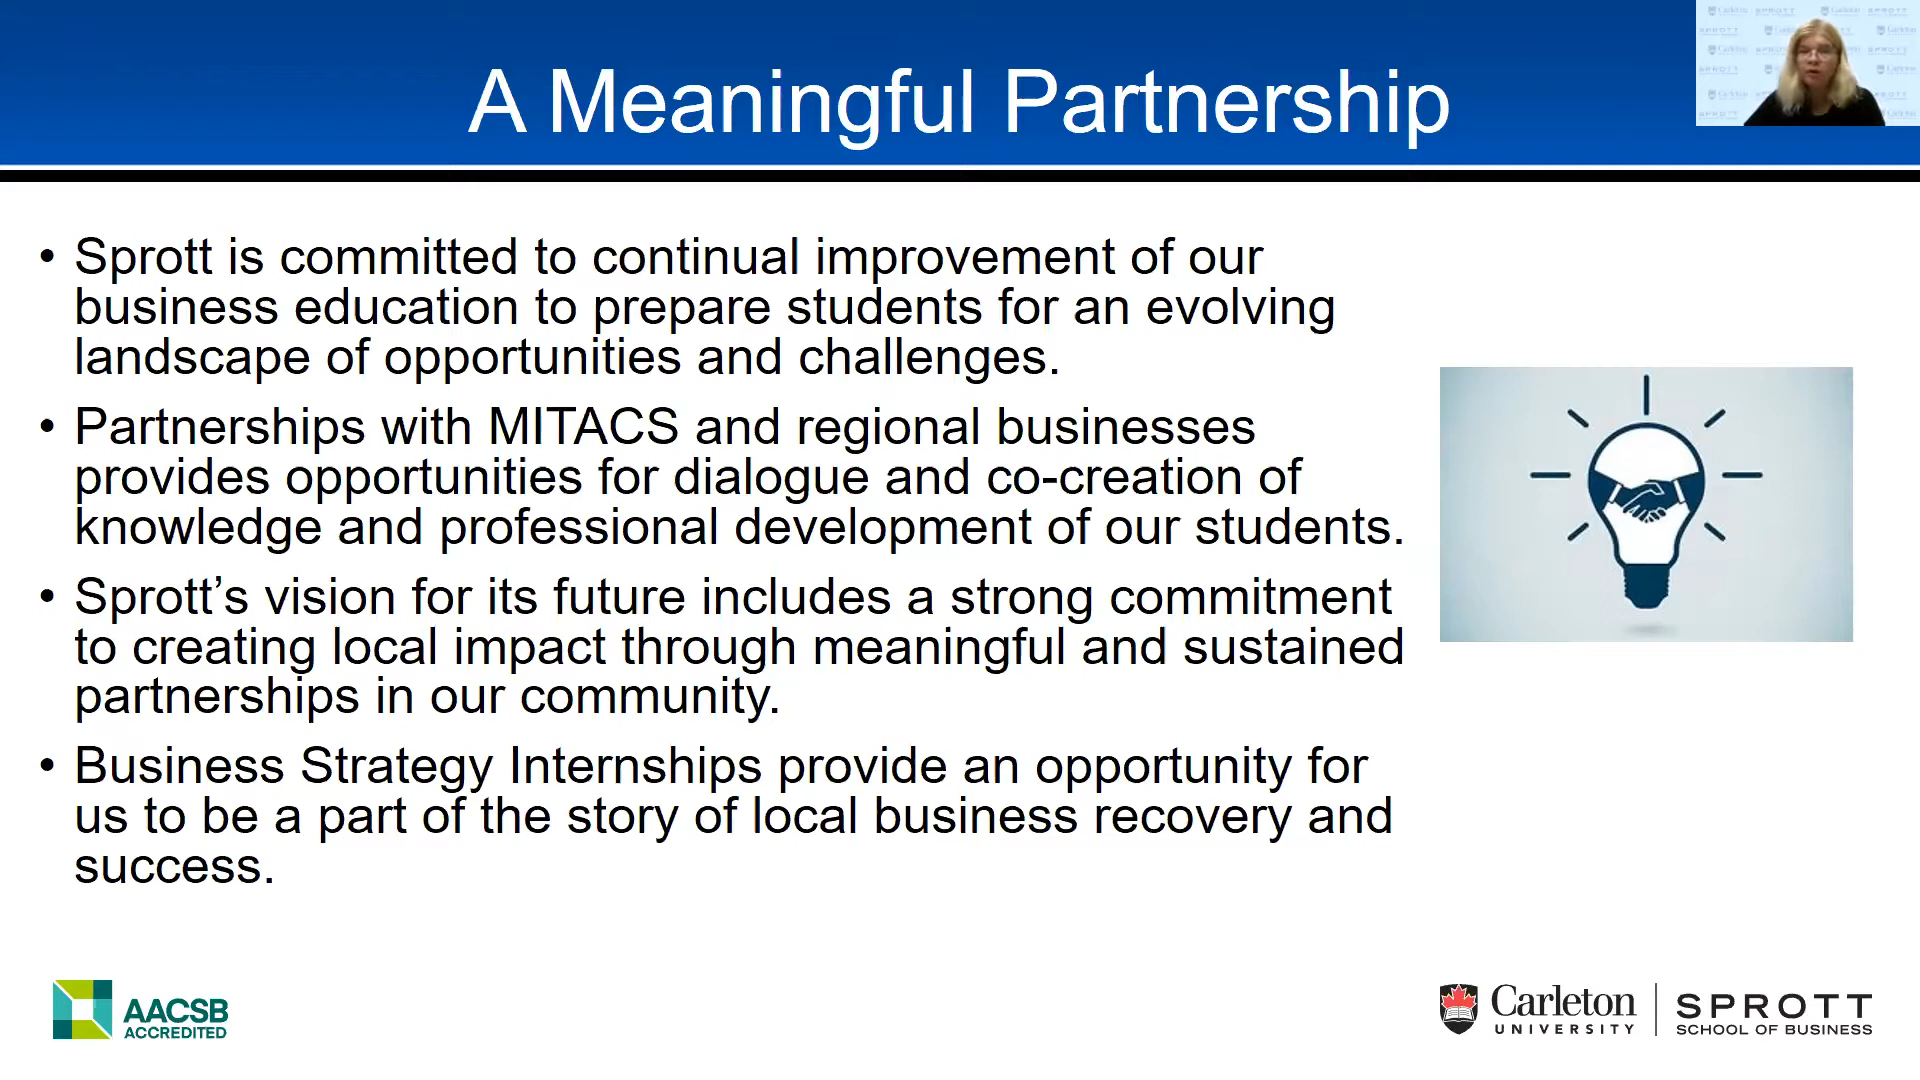 A Meaningful Partnership
• Sprott is committed to continual improvement of our
business education to prepare students for an evolving
landscape of opportunities and challenges.
• Partnerships with MITACS and regional businesses
provides opportunities for dialogue and co-creation of
knowledge and professional development of our students.
• Sprott’s vision for its future includes a strong commitment
to creating local impact through meaningful and sustained
partnerships in our community.
• Business Strategy Internships provide an opportunity for
us to be a part of the story of local business recovery and
success.
AACSB
ACCREDITED
Carleton
UNIVERSITY
SPROTT
SCHOOL OF BUSINESS